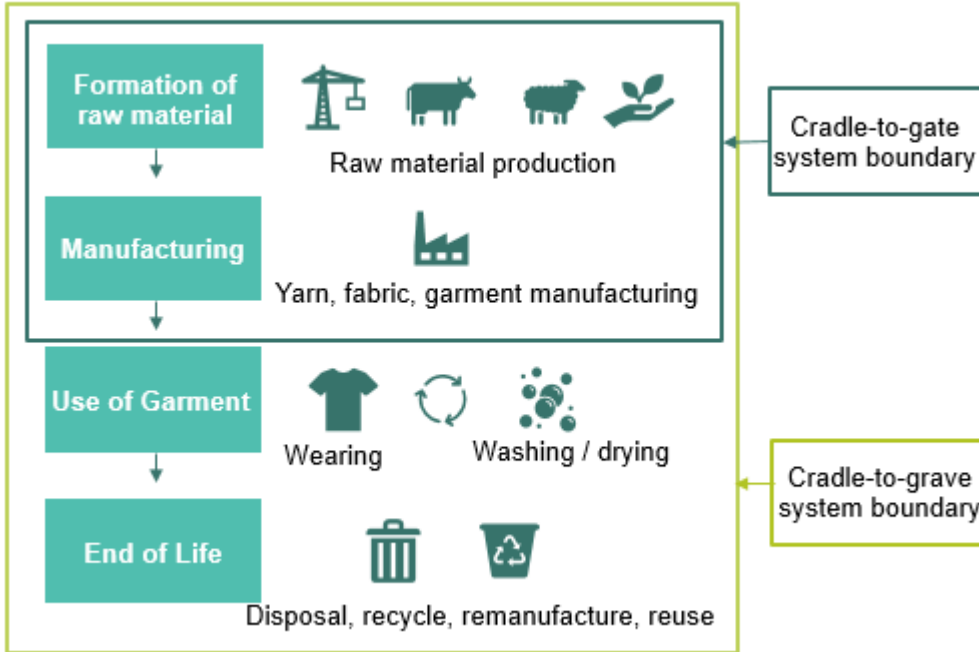 Formation of
raw material
Raw material production
Cradle-to-gate
system boundary
Manufacturing
Yarn, fabric, garment manufacturing
Use of Garment
Wearing
Washing / drying
Cradle-to-grave
system boundary
End of Life
Disposal, recycle, remanufacture, reuse